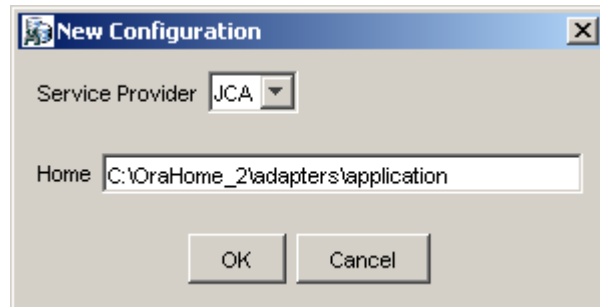 New Configuration
Service Provider JCA
Home C:\OraHome_2\adapters\application
OK Cancel